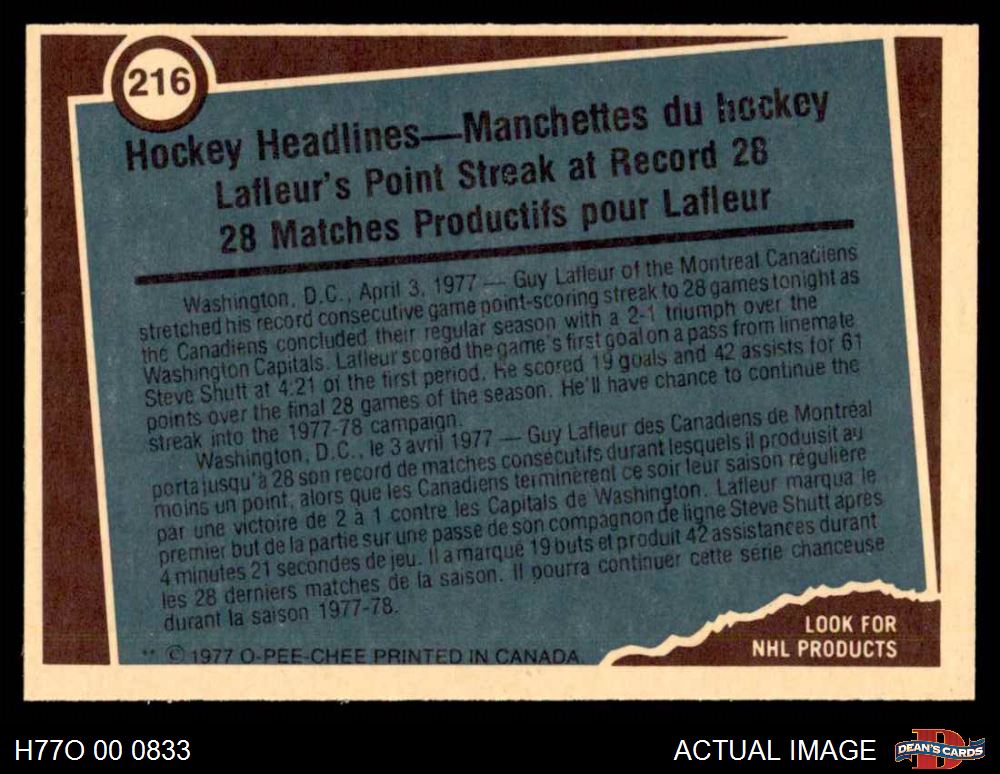 216
Hockey Headlines—Manchettes du hockey
Lafleur's Point Streak at Record 28
28 Matches Productifs pour Lafleur
Washington, D.C., April 3, 1977 — Guy Lafleur of the Montreal Canadiens
stretched his record consecutive game point-scoring streak to 28 games tonight as
the Canadiens concluded their regular season with a 2-1 triumph over the
Washington Capitals. Lafleur scored the game's first goal on a pass from linemate
Steve Shutt at 4:21 of the first period. He scored 19 goals and 42 assists for 61
points over the final 28 games of the season. He'll have chance to continue the
streak into the 1977-78 campaign.
Washington, D.C., le 3 avril 1977 — Guy Lafleur des Canadiens de Montréal
porta jusqu'à 28 son record de matches consécutifs durant lesquels il produisit au
moins un point, alors que les Canadiens terminèrent ce soir leur saison régulière
par une victoire de 2 à 1 contre les Capitals de Washington. Lafleur marqua le
premier but de la partie sur une passe de son compagnon de ligne Steve Shutt après
4 minutes 21 secondes de jeu. Il a marqué 19 buts et produit 42 assistances durant
les 28 derniers matches de la saison. Il pourra continuer cette série chanceuse
durant la saison 1977-78.
** © 1977 O-PEE-CHEE PRINTED IN CANADA
LOOK FOR
NHL PRODUCTS
H77O 00 0833
ACTUAL IMAGE
DEAN'S CARDS